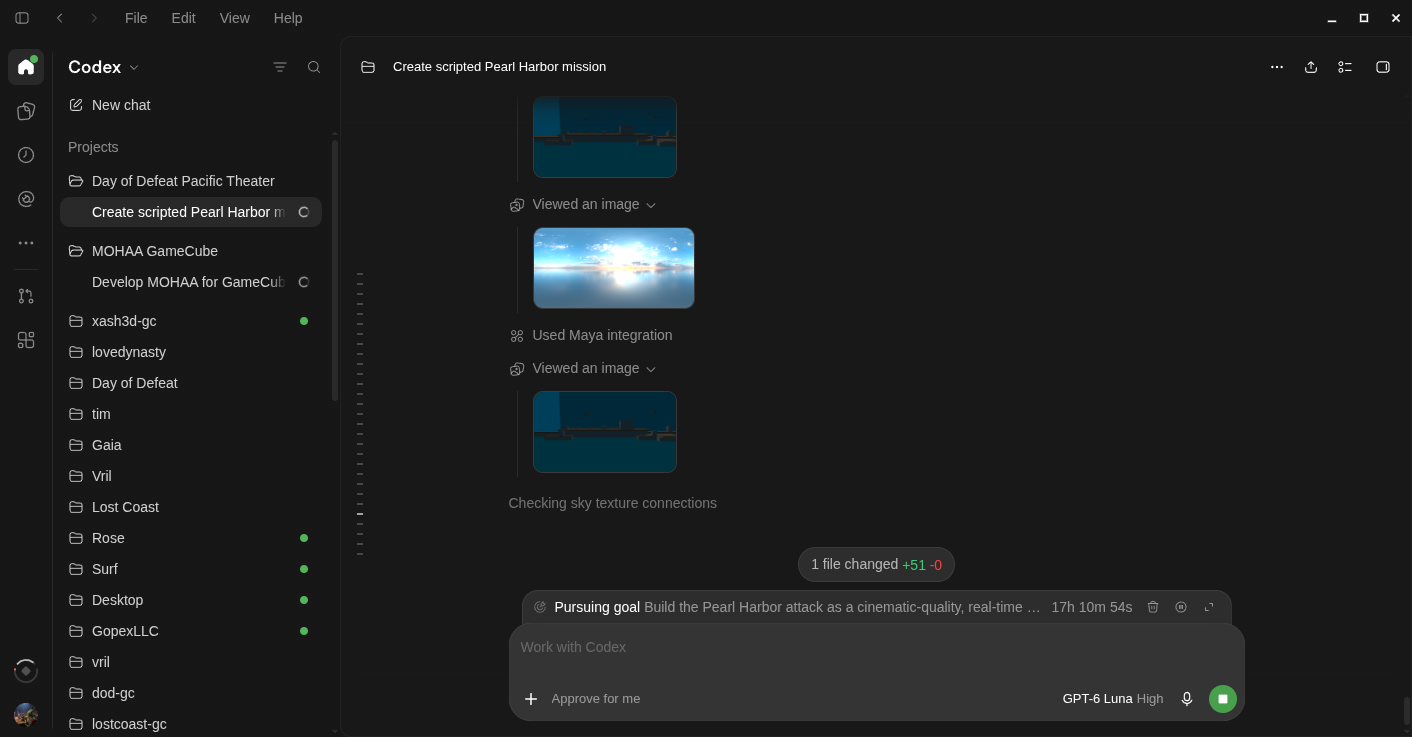 File Edit View Help
Codex
New chat
Projects
Day of Defeat Pacific Theater
Create scripted Pearl Harbor m
MOHAA GameCube
Develop MOHAA for GameCub
xash3d-gc
lovedynasty
Day of Defeat
tim
Gaia
Vril
Lost Coast
Rose
Surf
Desktop
GopexLLC
vril
dod-gc
lostcoast-gc
Create scripted Pearl Harbor mission
Viewed an image
Used Maya integration
Viewed an image
Checking sky texture connections
1 file changed +51 -0
Pursuing goal Build the Pearl Harbor attack as a cinematic-quality, real-time … 17h 10m 54s
Work with Codex
Approve for me
GPT-6 Luna High